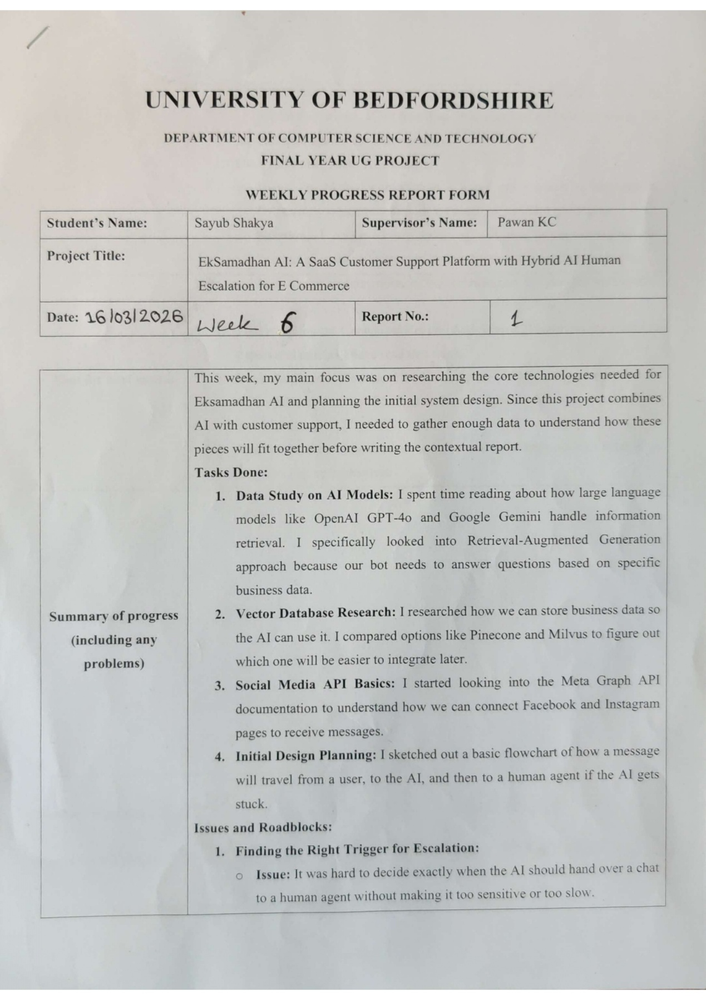 UNIVERSITY OF BEDFORDSHIRE
DEPARTMENT OF COMPUTER SCIENCE AND TECHNOLOGY
FINAL YEAR UG PROJECT
WEEKLY PROGRESS REPORT FORM
Student's Name: Sayub Shakya Supervisor's Name: Pawan KC
Project Title: EkSamadhan AI: A SaaS Customer Support Platform with Hybrid AI Human
Escalation for E Commerce
Date: 16/03/2026 Week 6 Report No.: 1
Summary of progress
(including any
problems)
This week, my main focus was on researching the core technologies needed for
Eksamadhan AI and planning the initial system design. Since this project combines
AI with customer support, I needed to gather enough data to understand how these
pieces will fit together before writing the contextual report.
Tasks Done:
1. Data Study on AI Models: I spent time reading about how large language
models like OpenAI GPT-4o and Google Gemini handle information
retrieval. I specifically looked into Retrieval-Augmented Generation
approach because our bot needs to answer questions based on specific
business data.
2. Vector Database Research: I researched how we can store business data so
the AI can use it. I compared options like Pinecone and Milvus to figure out
which one will be easier to integrate later.
3. Social Media API Basics: I started looking into the Meta Graph API
documentation to understand how we can connect Facebook and Instagram
pages to receive messages.
4. Initial Design Planning: I sketched out a basic flowchart of how a message
will travel from a user, to the AI, and then to a human agent if the AI gets
stuck.
Issues and Roadblocks:
1. Finding the Right Trigger for Escalation:
○ Issue: It was hard to decide exactly when the AI should hand over a chat
to a human agent without making it too sensitive or too slow.